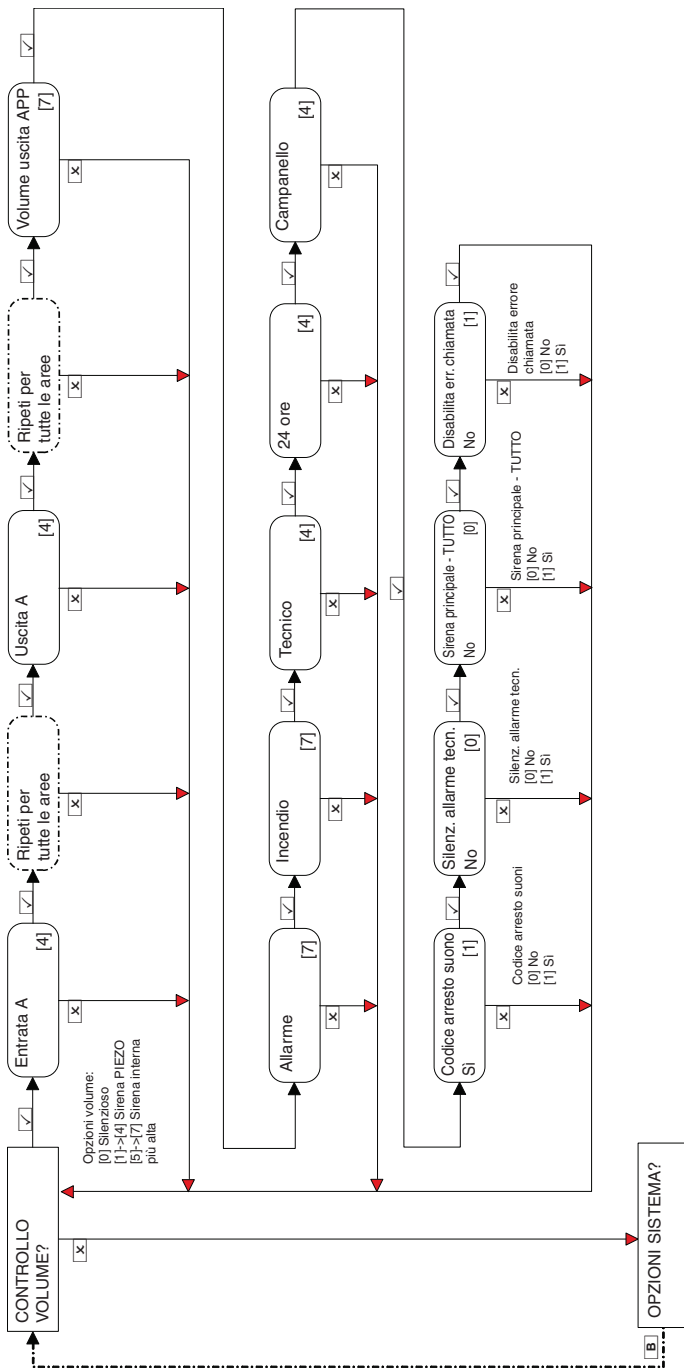 CONTROLLO
VOLUME?
Entrata A
[4]
Ripeti per
tutte le aree
Uscita A
[4]
Ripeti per
tutte le aree
Volume uscita APP
[7]
Opzioni volume:
[0] Silenzioso
[1]->[4] Sirena PIEZO
[5]->[7] Sirena interna
più alta
Allarme
[7]
Incendio
[7]
Tecnico
[4]
24 ore
[4]
Campanello
[4]
Codice arresto suono
Sì
[1]
Silenz. allarme tecn.
No
[0]
Sirena principale - TUTTO
No
[0]
Disabilita err. chiamata
No
[1]
Codice arresto suoni
[0] No
[1] Sì
Silenz. allarme tecn.
[0] No
[1] Sì
Sirena principale - TUTTO
[0] No
[1] Sì
Disabilita errore
chiamata
[0] No
[1] Sì
OPZIONI SISTEMA?
B